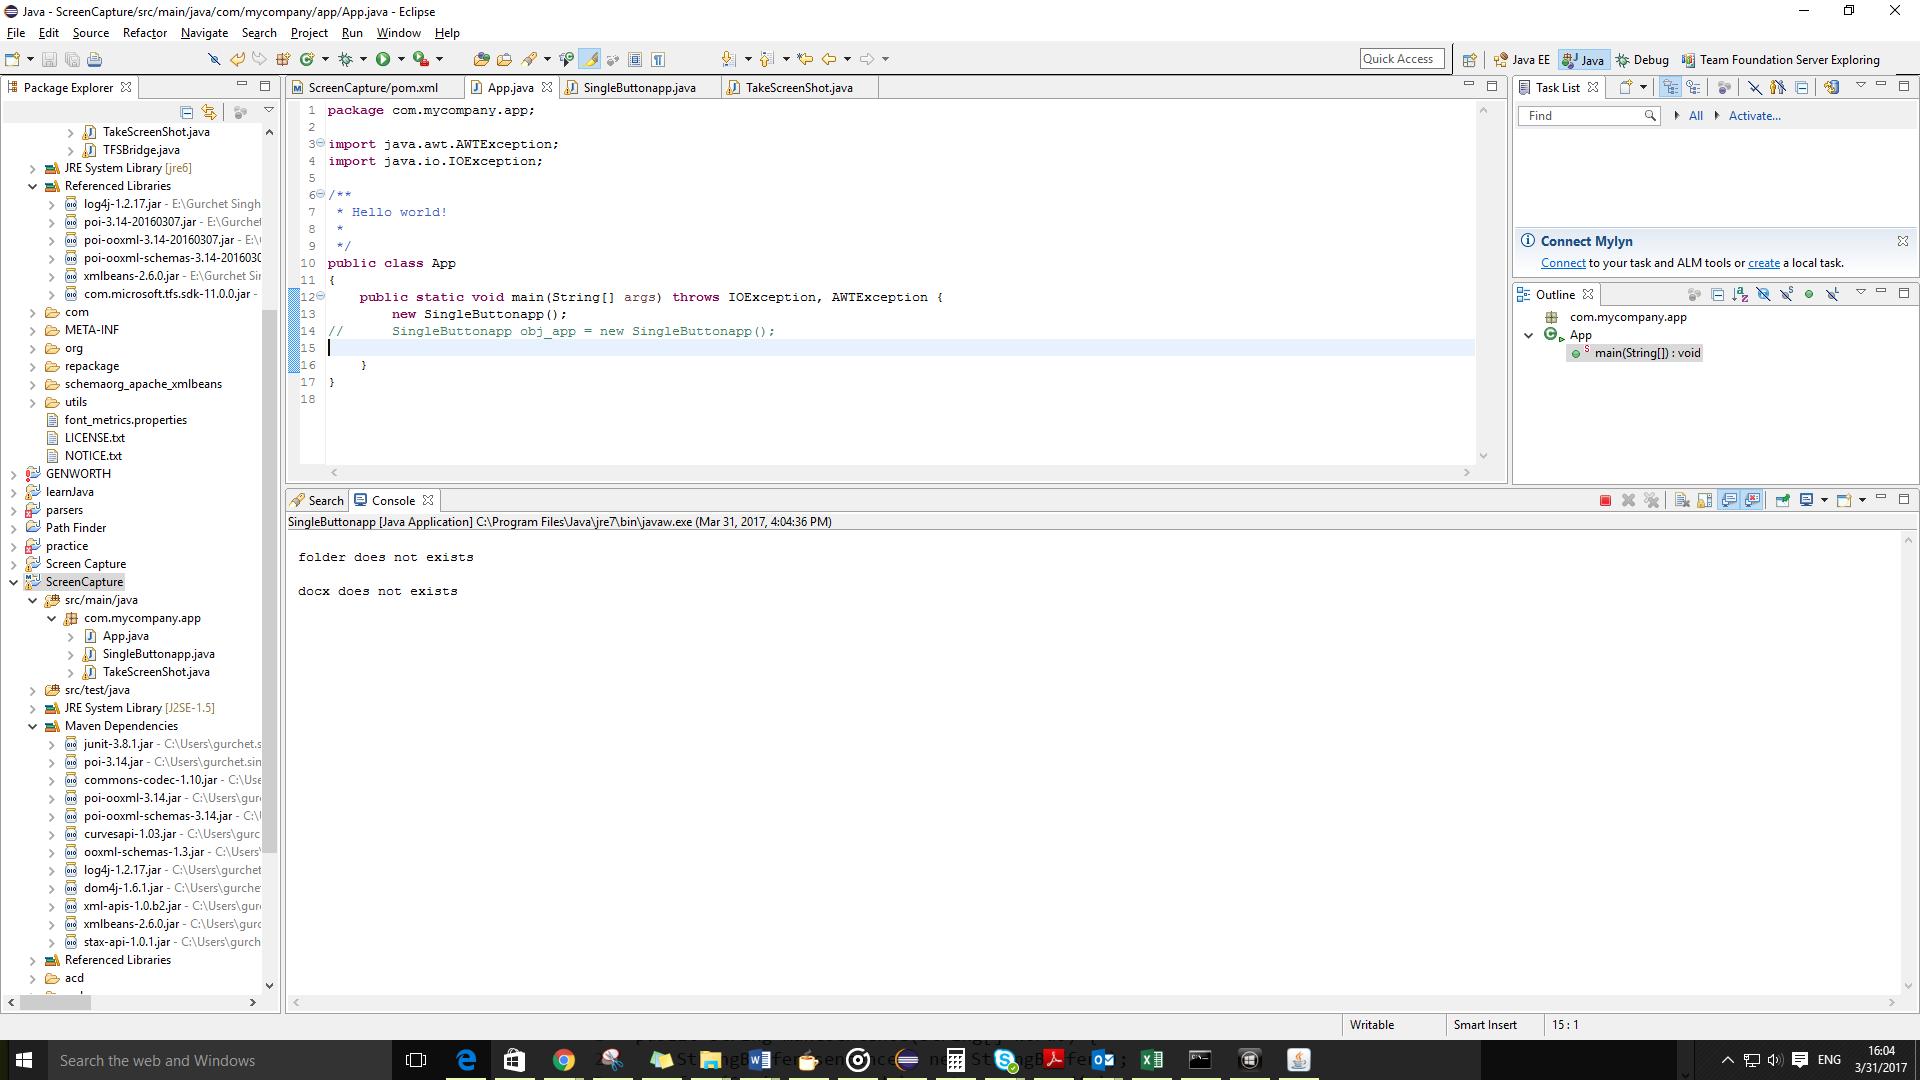 Java - ScreenCapture/src/main/java/com/mycompany/app/App.java - Eclipse
File Edit Source Refactor Navigate Search Project Run Window Help
Quick Access Java EE Java Debug Team Foundation Server Exploring
Package Explorer
TakeScreenShot.java
TFSBridge.java
JRE System Library [jre6]
Referenced Libraries
log4j-1.2.17.jar - E:\Gurchet Singh
poi-3.14-20160307.jar - E:\Gurchet
poi-ooxml-3.14-20160307.jar - E:\
poi-ooxml-schemas-3.14-2016030
xmlbeans-2.6.0.jar - E:\Gurchet Sin
com.microsoft.tfs.sdk-11.0.0.jar -
com
META-INF
org
repackage
schemaorg_apache_xmlbeans
utils
font_metrics.properties
LICENSE.txt
NOTICE.txt
GENWORTH
learnJava
parsers
Path Finder
practice
Screen Capture
ScreenCapture
src/main/java
com.mycompany.app
App.java
SingleButtonapp.java
TakeScreenShot.java
src/test/java
JRE System Library [J2SE-1.5]
Maven Dependencies
junit-3.8.1.jar - C:\Users\gurchet.s
poi-3.14.jar - C:\Users\gurchet.sin
commons-codec-1.10.jar - C:\Use
poi-ooxml-3.14.jar - C:\Users\gur
poi-ooxml-schemas-3.14.jar - C:\
curvesapi-1.03.jar - C:\Users\gurc
ooxml-schemas-1.3.jar - C:\Users\
log4j-1.2.17.jar - C:\Users\gurchet
dom4j-1.6.1.jar - C:\Users\gurche
xml-apis-1.0.b2.jar - C:\Users\gur
xmlbeans-2.6.0.jar - C:\Users\gurc
stax-api-1.0.1.jar - C:\Users\gurch
Referenced Libraries
acd
ScreenCapture/pom.xml App.java SingleButtonapp.java TakeScreenShot.java
1 package com.mycompany.app;
2
3 import java.awt.AWTException;
4 import java.io.IOException;
5
6 /**
7 * Hello world!
8 *
9 */
10 public class App
11 {
12 public static void main(String[] args) throws IOException, AWTException {
13 new SingleButtonapp();
14 // SingleButtonapp obj_app = new SingleButtonapp();
15
16 }
17 }
18
Search Console
SingleButtonapp [Java Application] C:\Program Files\Java\jre7\bin\javaw.exe (Mar 31, 2017, 4:04:36 PM)
folder does not exists
docx does not exists
Task List
Find All Activate...
Connect Mylyn
Connect to your task and ALM tools or create a local task.
Outline
com.mycompany.app
App
main(String[]) : void
Writable Smart Insert 15 : 1
Search the web and Windows
ENG
16:04
3/31/2017